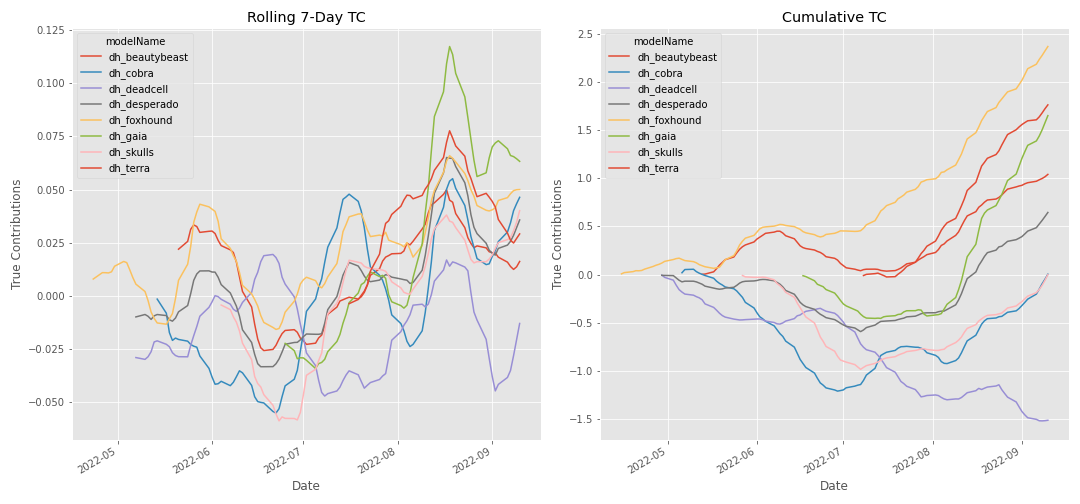 Rolling 7-Day TC
True Contributions
0.125
0.100
0.075
0.050
0.025
0.000
−0.025
−0.050
modelName
dh_beautybeast
dh_cobra
dh_deadcell
dh_desperado
dh_foxhound
dh_gaia
dh_skulls
dh_terra
2022-05
2022-06
2022-07
2022-08
2022-09
Date
Cumulative TC
True Contributions
2.5
2.0
1.5
1.0
0.5
0.0
−0.5
−1.0
−1.5
modelName
dh_beautybeast
dh_cobra
dh_deadcell
dh_desperado
dh_foxhound
dh_gaia
dh_skulls
dh_terra
2022-05
2022-06
2022-07
2022-08
2022-09
Date